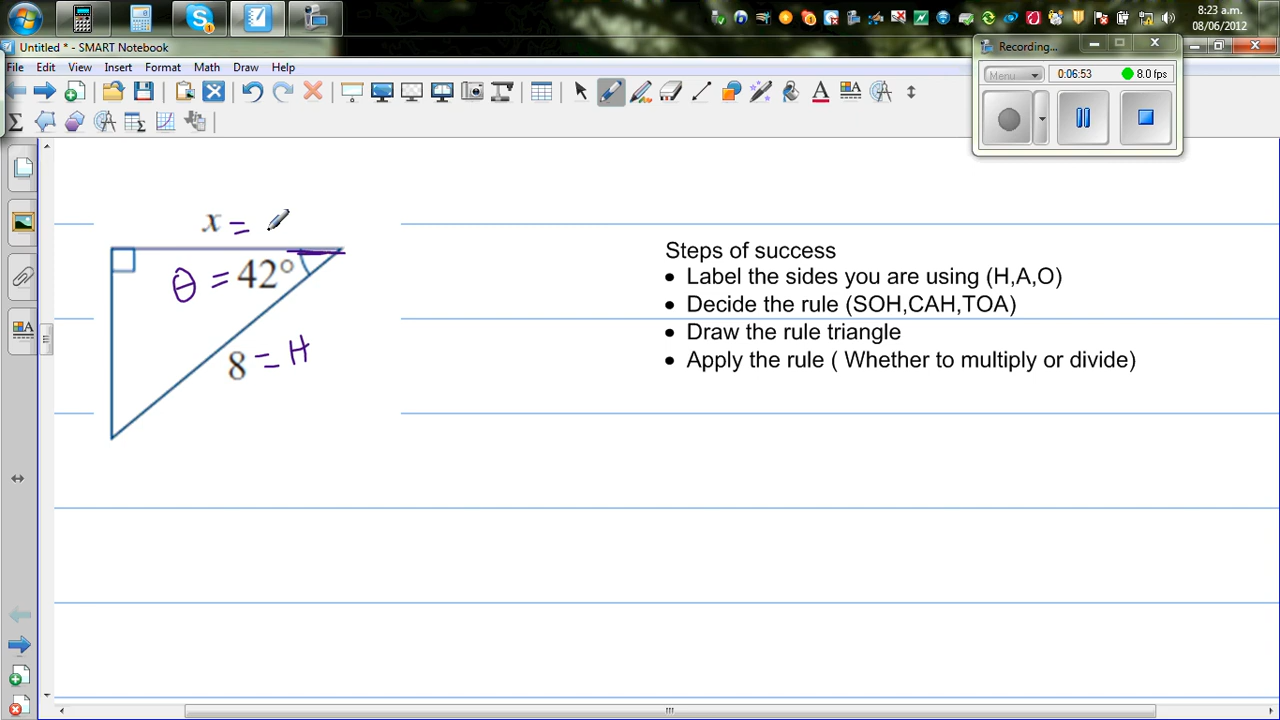 8:23 a.m.
08/06/2012
Untitled * - SMART Notebook
File Edit View Insert Format Math Draw Help
Recording...
Menu
0:06:53
8.0 fps
x =
θ = 42°
8 = H
Steps of success
• Label the sides you are using (H,A,O)
• Decide the rule (SOH,CAH,TOA)
• Draw the rule triangle
• Apply the rule ( Whether to multiply or divide)